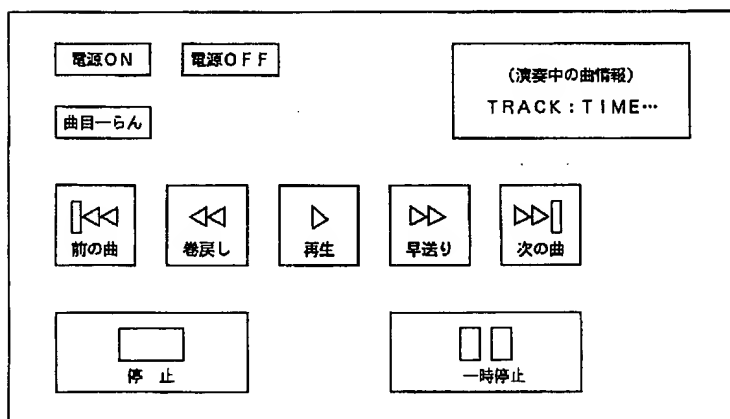 電源ON 電源OFF
(演奏中の曲情報)
TRACK:TIME…
曲目一らん
前の曲 巻戻し 再生 早送り 次の曲
停 止 一時停止